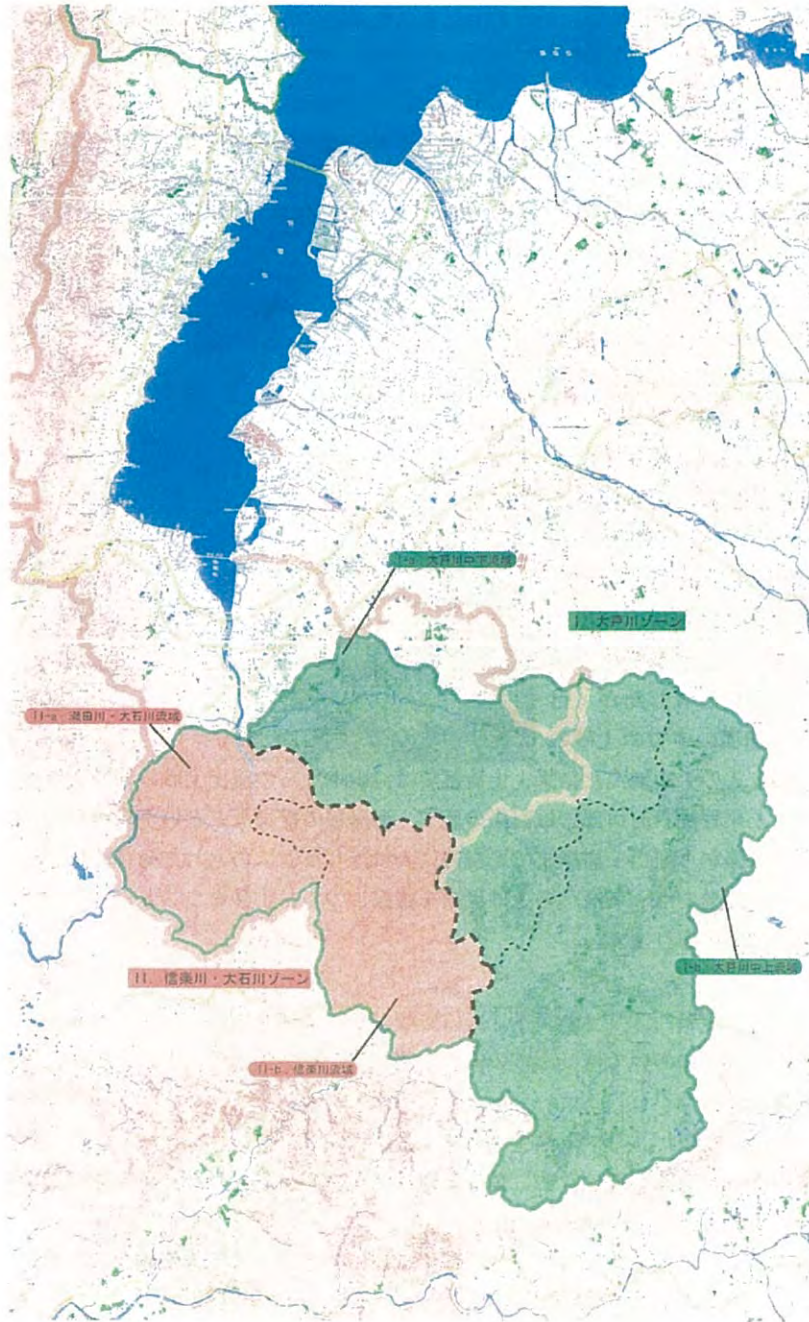 I-a. 大戸川中下流域
I. 大戸川ゾーン
II-a. 瀬田川・大石川流域
I-b. 大戸川中上流域
II. 信楽川・大石川ゾーン
II-b. 信楽川流域